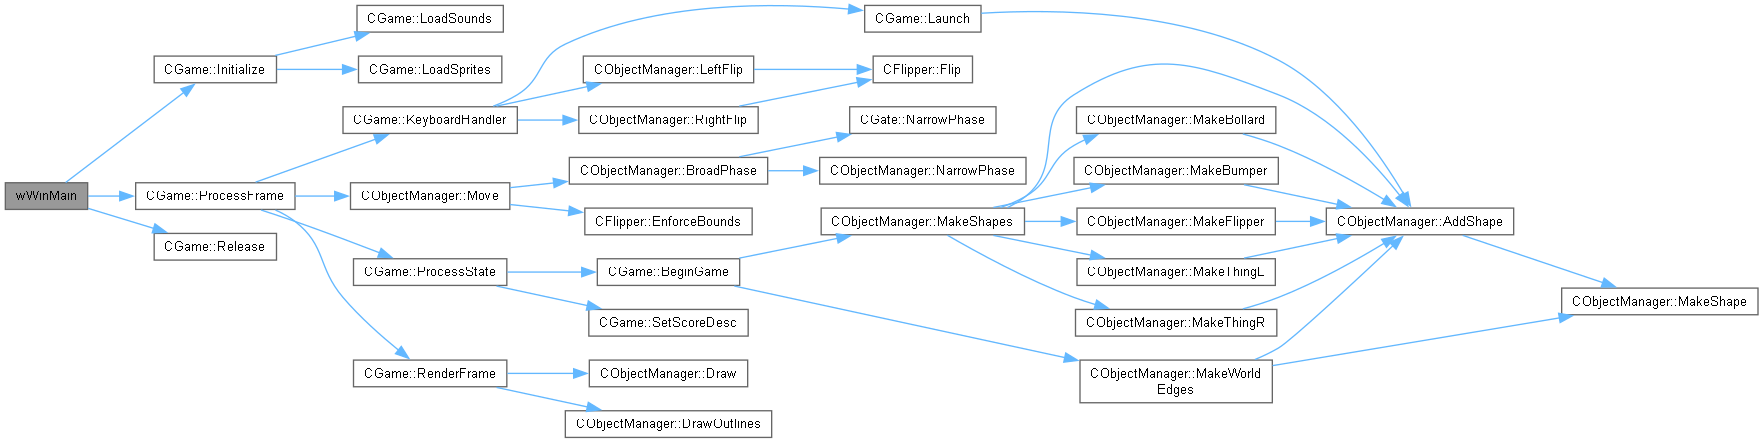 wWinMain
CGame::Initialize
CGame::LoadSounds
CGame::LoadSprites
CGame::ProcessFrame
CGame::KeyboardHandler
CGame::Launch
CObjectManager::AddShape
CObjectManager::MakeShape
CObjectManager::LeftFlip
CFlipper::Flip
CObjectManager::RightFlip
CObjectManager::Move
CObjectManager::BroadPhase
CGate::NarrowPhase
CObjectManager::NarrowPhase
CFlipper::EnforceBounds
CGame::ProcessState
CGame::BeginGame
CObjectManager::MakeShapes
CObjectManager::MakeBollard
CObjectManager::MakeBumper
CObjectManager::MakeFlipper
CObjectManager::MakeThingL
CObjectManager::MakeThingR
CObjectManager::MakeWorld
Edges
CGame::SetScoreDesc
CGame::RenderFrame
CObjectManager::Draw
CObjectManager::DrawOutlines
CGame::Release